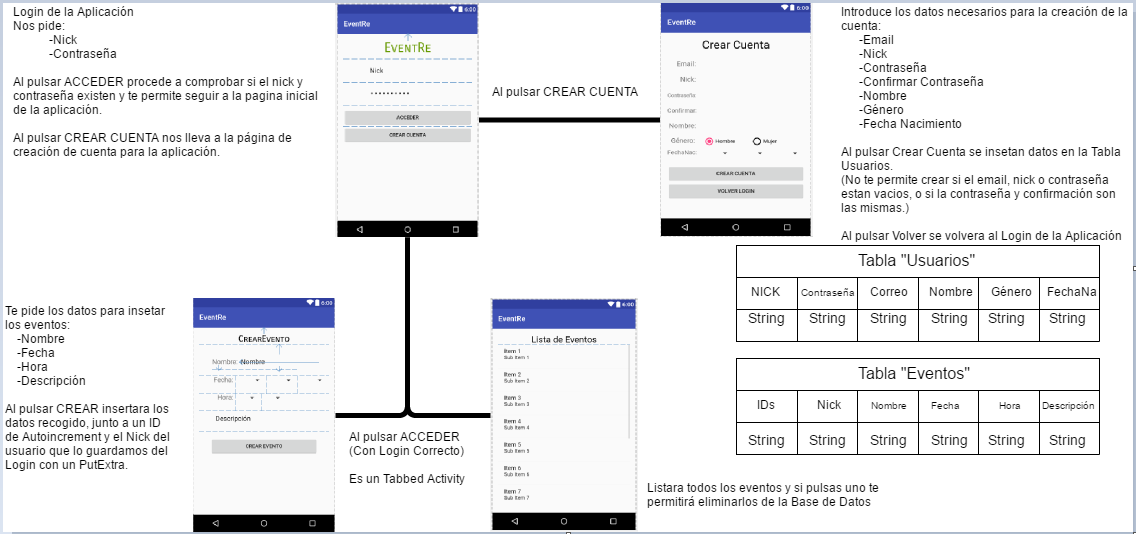 Login de la Aplicación
Nos pide:
-Nick
-Contraseña
Al pulsar ACCEDER procede a comprobar si el nick y
contraseña existen y te permite seguir a la pagina inicial
de la aplicación.
Al pulsar CREAR CUENTA nos lleva a la página de
creación de cuenta para la aplicación.
6:00
EventRe
EVENTRE
Nick
ACCEDER
CREAR CUENTA
Al pulsar CREAR CUENTA
6:00
EventRe
Crear Cuenta
Email:
Nick:
Contraseña:
Confirmar:
Nombre:
Género: Hombre Mujer
FechaNac:
CREAR CUENTA
VOLVER LOGIN
Introduce los datos necesarios para la creación de la
cuenta:
-Email
-Nick
-Contraseña
-Confirmar Contraseña
-Nombre
-Género
-Fecha Nacimiento
Al pulsar Crear Cuenta se insetan datos en la Tabla
Usuarios.
(No te permite crear si el email, nick o contraseña
estan vacios, o si la contraseña y confirmación son
las mismas.)
Al pulsar Volver se volvera al Login de la Aplicación
Tabla "Usuarios"
NICK Contraseña Correo Nombre Género FechaNa
String String String String String String
Tabla "Eventos"
IDs Nick Nombre Fecha Hora Descripción
String String String String String String
Te pide los datos para insetar
los eventos:
-Nombre
-Fecha
-Hora
-Descripción
Al pulsar CREAR insertara los
datos recogido, junto a un ID
de Autoincrement y el Nick del
usuario que lo guardamos del
Login con un PutExtra.
6:00
EventRe
CREAREVENTO
Nombre: Nombre
Fecha:
Hora:
Descripción
CREAR EVENTO
Al pulsar ACCEDER
(Con Login Correcto)
Es un Tabbed Activity
6:00
EventRe
Lista de Eventos
Item 1
Sub Item 1
Item 2
Sub Item 2
Item 3
Sub Item 3
Item 4
Sub Item 4
Item 5
Sub Item 5
Item 6
Sub Item 6
Item 7
Sub Item 7
Listara todos los eventos y si pulsas uno te
permitirá eliminarlos de la Base de Datos